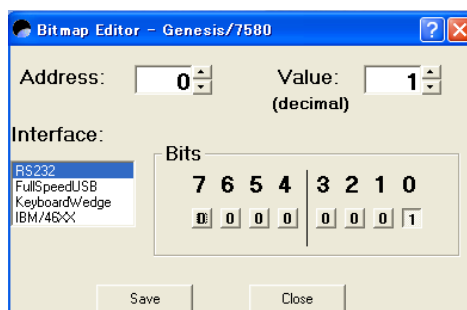 Bitmap Editor - Genesis/7580
Address: 0 Value: 1
(decimal)
Interface:
RS232
FullSpeedUSB
KeyboardWedge
IBM/46XX
Bits
7 6 5 4 3 2 1 0
0 0 0 0 0 0 0 1
Save Close